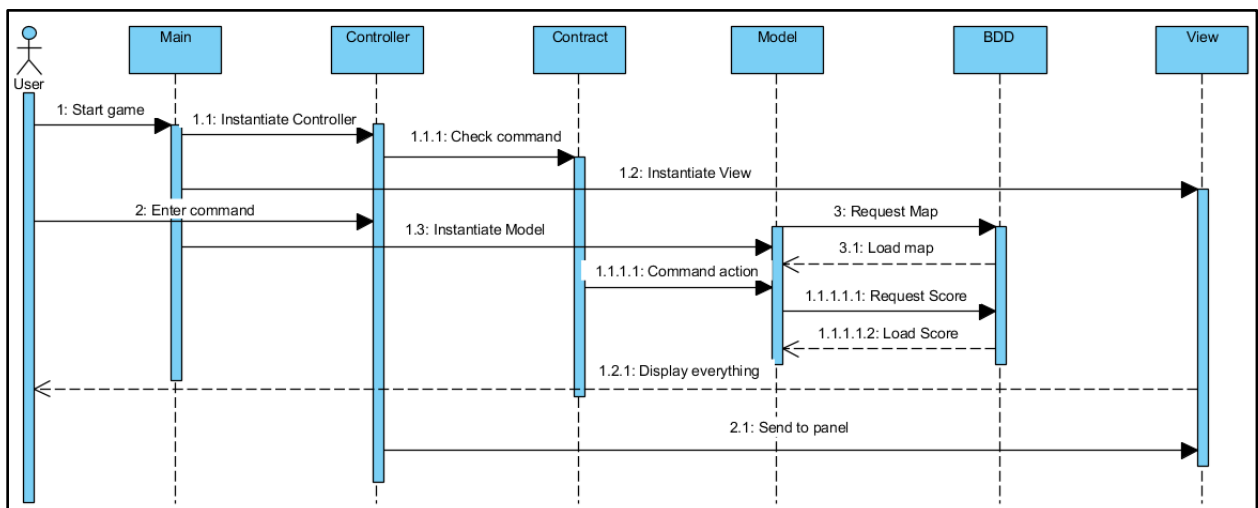 Main
Controller
Contract
Model
BDD
View
User
1: Start game
1.1: Instantiate Controller
1.1.1: Check command
1.2: Instantiate View
2: Enter command
3: Request Map
1.3: Instantiate Model
3.1: Load map
1.1.1.1: Command action
1.1.1.1.1: Request Score
1.1.1.1.2: Load Score
1.2.1: Display everything
2.1: Send to panel